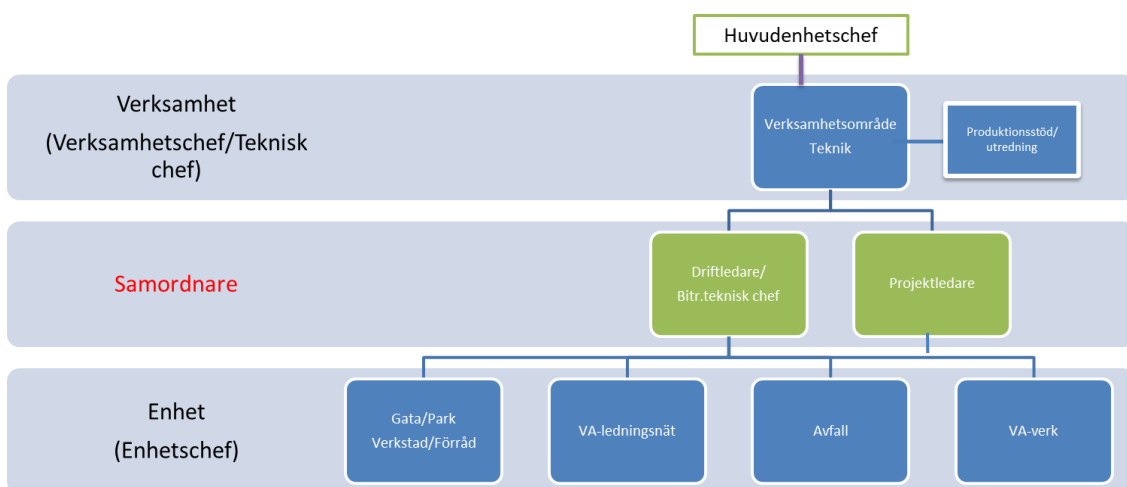 Huvudenhetschef
Verksamhet
(Verksamhetschef/Teknisk
chef)
Verksamhetsområde
Teknik
Produktionsstöd/
utredning
Samordnare
Driftledare/
Bitr.teknisk chef
Projektledare
Enhet
(Enhetschef)
Gata/Park
Verkstad/Förråd
VA-ledningsnät
Avfall
VA-verk